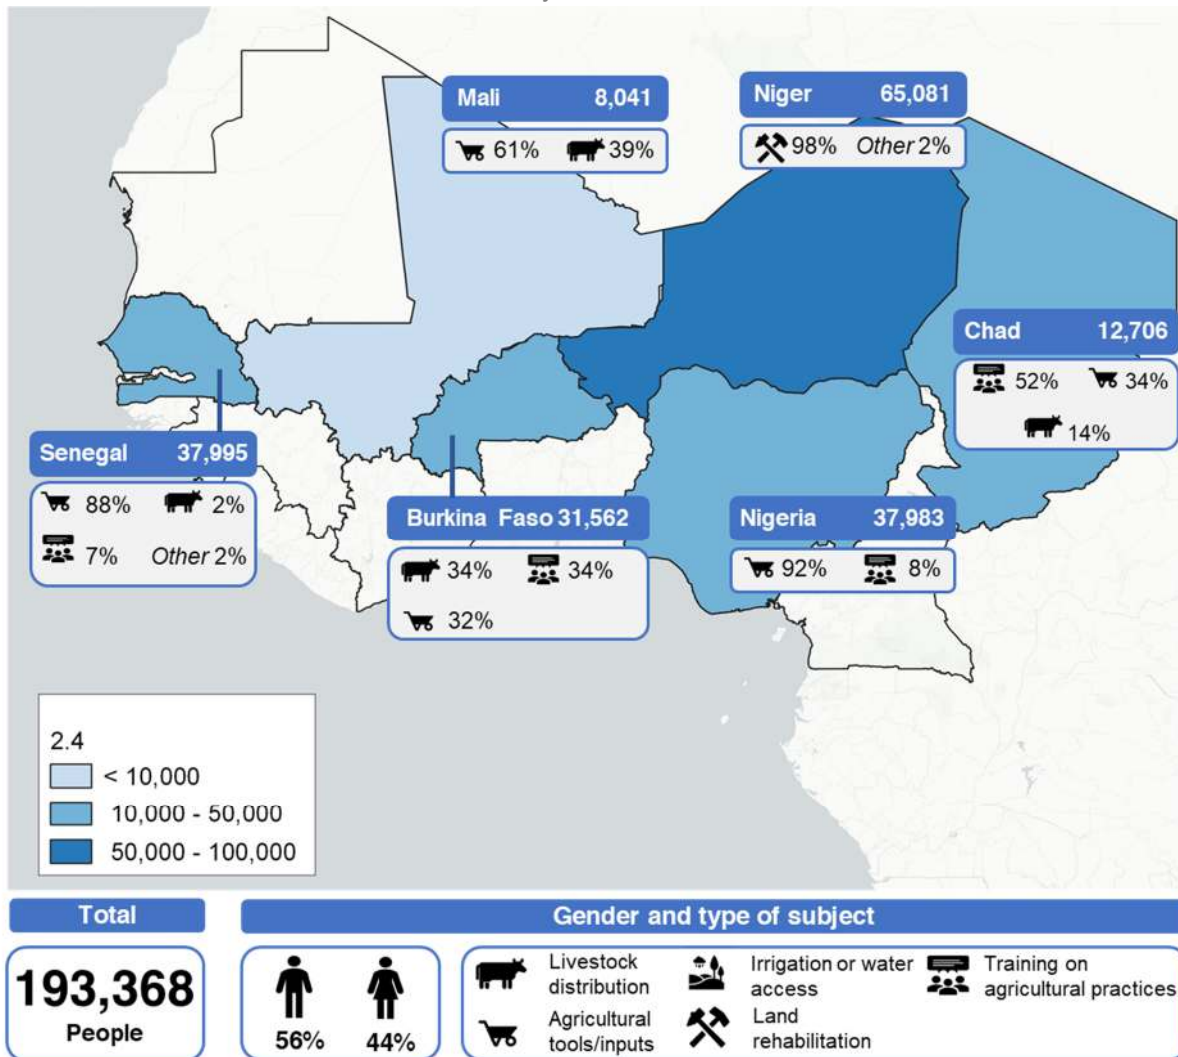 Mali 8,041
61% 39%
Niger 65,081
98% Other 2%
Chad 12,706
52% 34%
14%
Senegal 37,995
88% 2%
7% Other 2%
Burkina Faso 31,562
34% 34%
32%
Nigeria 37,983
92% 8%
2.4
< 10,000
10,000 - 50,000
50,000 - 100,000
Total
193,368
People
Gender and type of subject
56% 44%
Livestock
distribution
Agricultural
tools/inputs
Irrigation or water
access
Land
rehabilitation
Training on
agricultural practices